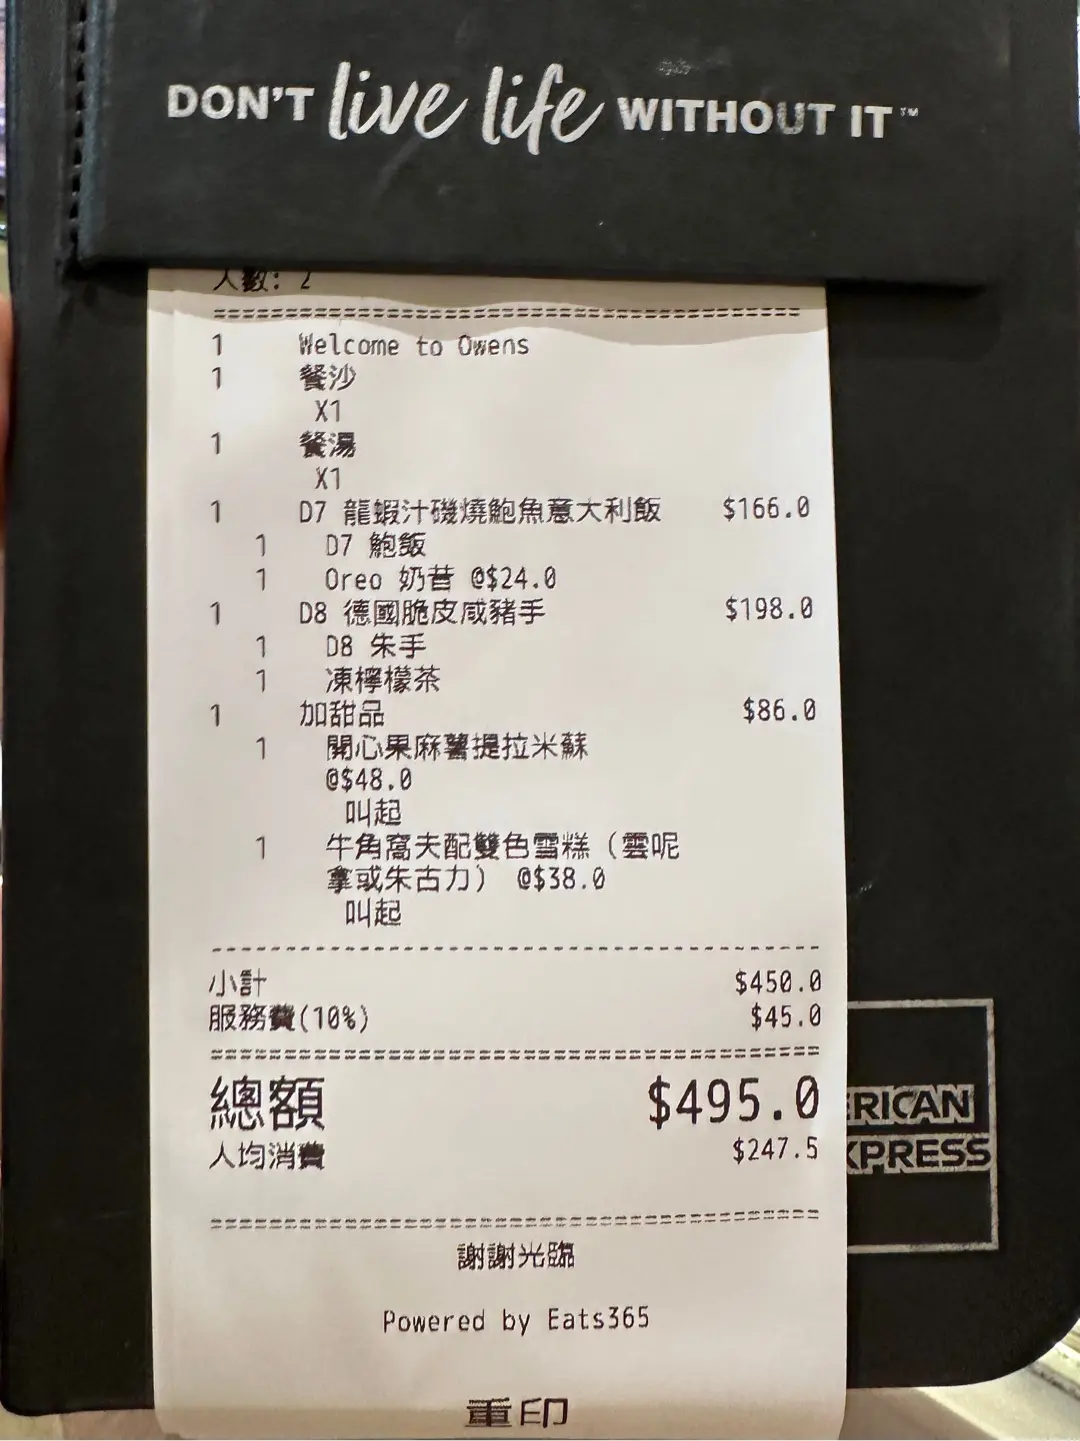 DON'T live life WITHOUT IT™
人數: 2
1 Welcome to Owens
1 餐沙
X1
1 餐湯
X1
1 D7 龍蝦汁磯燒鮑魚意大利飯 $166.0
1 D7 鮑飯
1 Oreo 奶昔 @$24.0
1 D8 德國脆皮咸豬手 $198.0
1 D8 朱手
1 凍檸檬茶
1 加甜品 $86.0
1 開心果麻薯提拉米蘇
@$48.0
叫起
1 牛角窩夫配雙色雪糕（雲呢
拿或朱古力） @$38.0
叫起
小計 $450.0
服務費(10%) $45.0
總額 $495.0
人均消費 $247.5
ERICAN
XPRESS
謝謝光臨
Powered by Eats365
重印